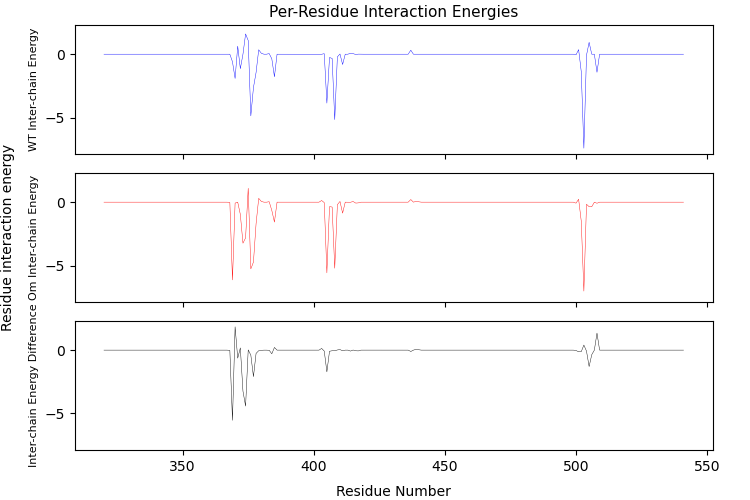 Per-Residue Interaction Energies
Residue interaction energy
WT Inter-chain Energy
0
−5
Om Inter-chain Energy
0
−5
Inter-chain Energy Difference
0
−5
350
400
450
500
550
Residue Number